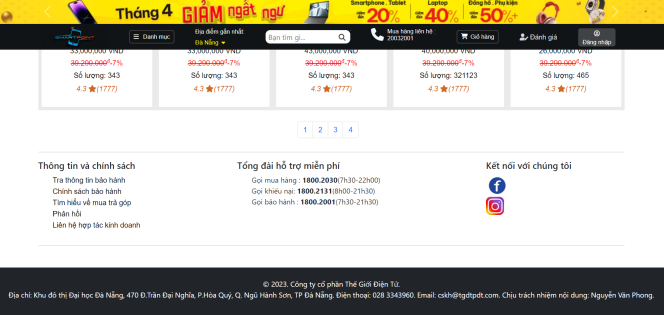 Tháng 4 GIẢM ngất ngư
Smartphone . Tablet 20% Laptop 40% Đồng hồ . Phụ kiện 50%
Danh mục
Địa điểm gần nhất
Đà Nẵng
Bạn tìm gì...
Mua hàng liên hệ
20032001
Giỏ hàng
Đánh giá
Đăng nhập
33,000,000 VND 33,000,000 VND 43,000,000 VND 40,000,000 VND 26,000,000 VND
39.290.000đ-7% 39.290.000đ-7% 39.290.000đ-7% 39.290.000đ-7% 39.290.000đ-7%
Số lượng: 343 Số lượng: 343 Số lượng: 343 Số lượng: 321123 Số lượng: 465
4.3 (1777) 4.3 (1777) 4.3 (1777) 4.3 (1777) 4.3 (1777)
1 2 3 4
Thông tin và chính sách
Tra thông tin bảo hành
Chính sách bảo hành
Tìm hiểu về mua trả góp
Phản hồi
Liên hệ hợp tác kinh doanh
Tổng đài hỗ trợ miễn phí
Gọi mua hàng : 1800.2030(7h30-22h00)
Gọi khiếu nại: 1800.2131(8h00-21h30)
Gọi bảo hành : 1800.2001(7h30-21h30)
Kết nối với chúng tôi
© 2023. Công ty cổ phần Thế Giới Điện Tử.
Địa chỉ: Khu đô thị Đại học Đà Nẵng, 470 Đ.Trần Đại Nghĩa, P.Hòa Quý, Q. Ngũ Hành Sơn, TP Đà Nẵng. Điện thoại: 028 3343960. Email: cskh@tgdtpdt.com. Chịu trách nhiệm nội dung: Nguyễn Văn Phong.